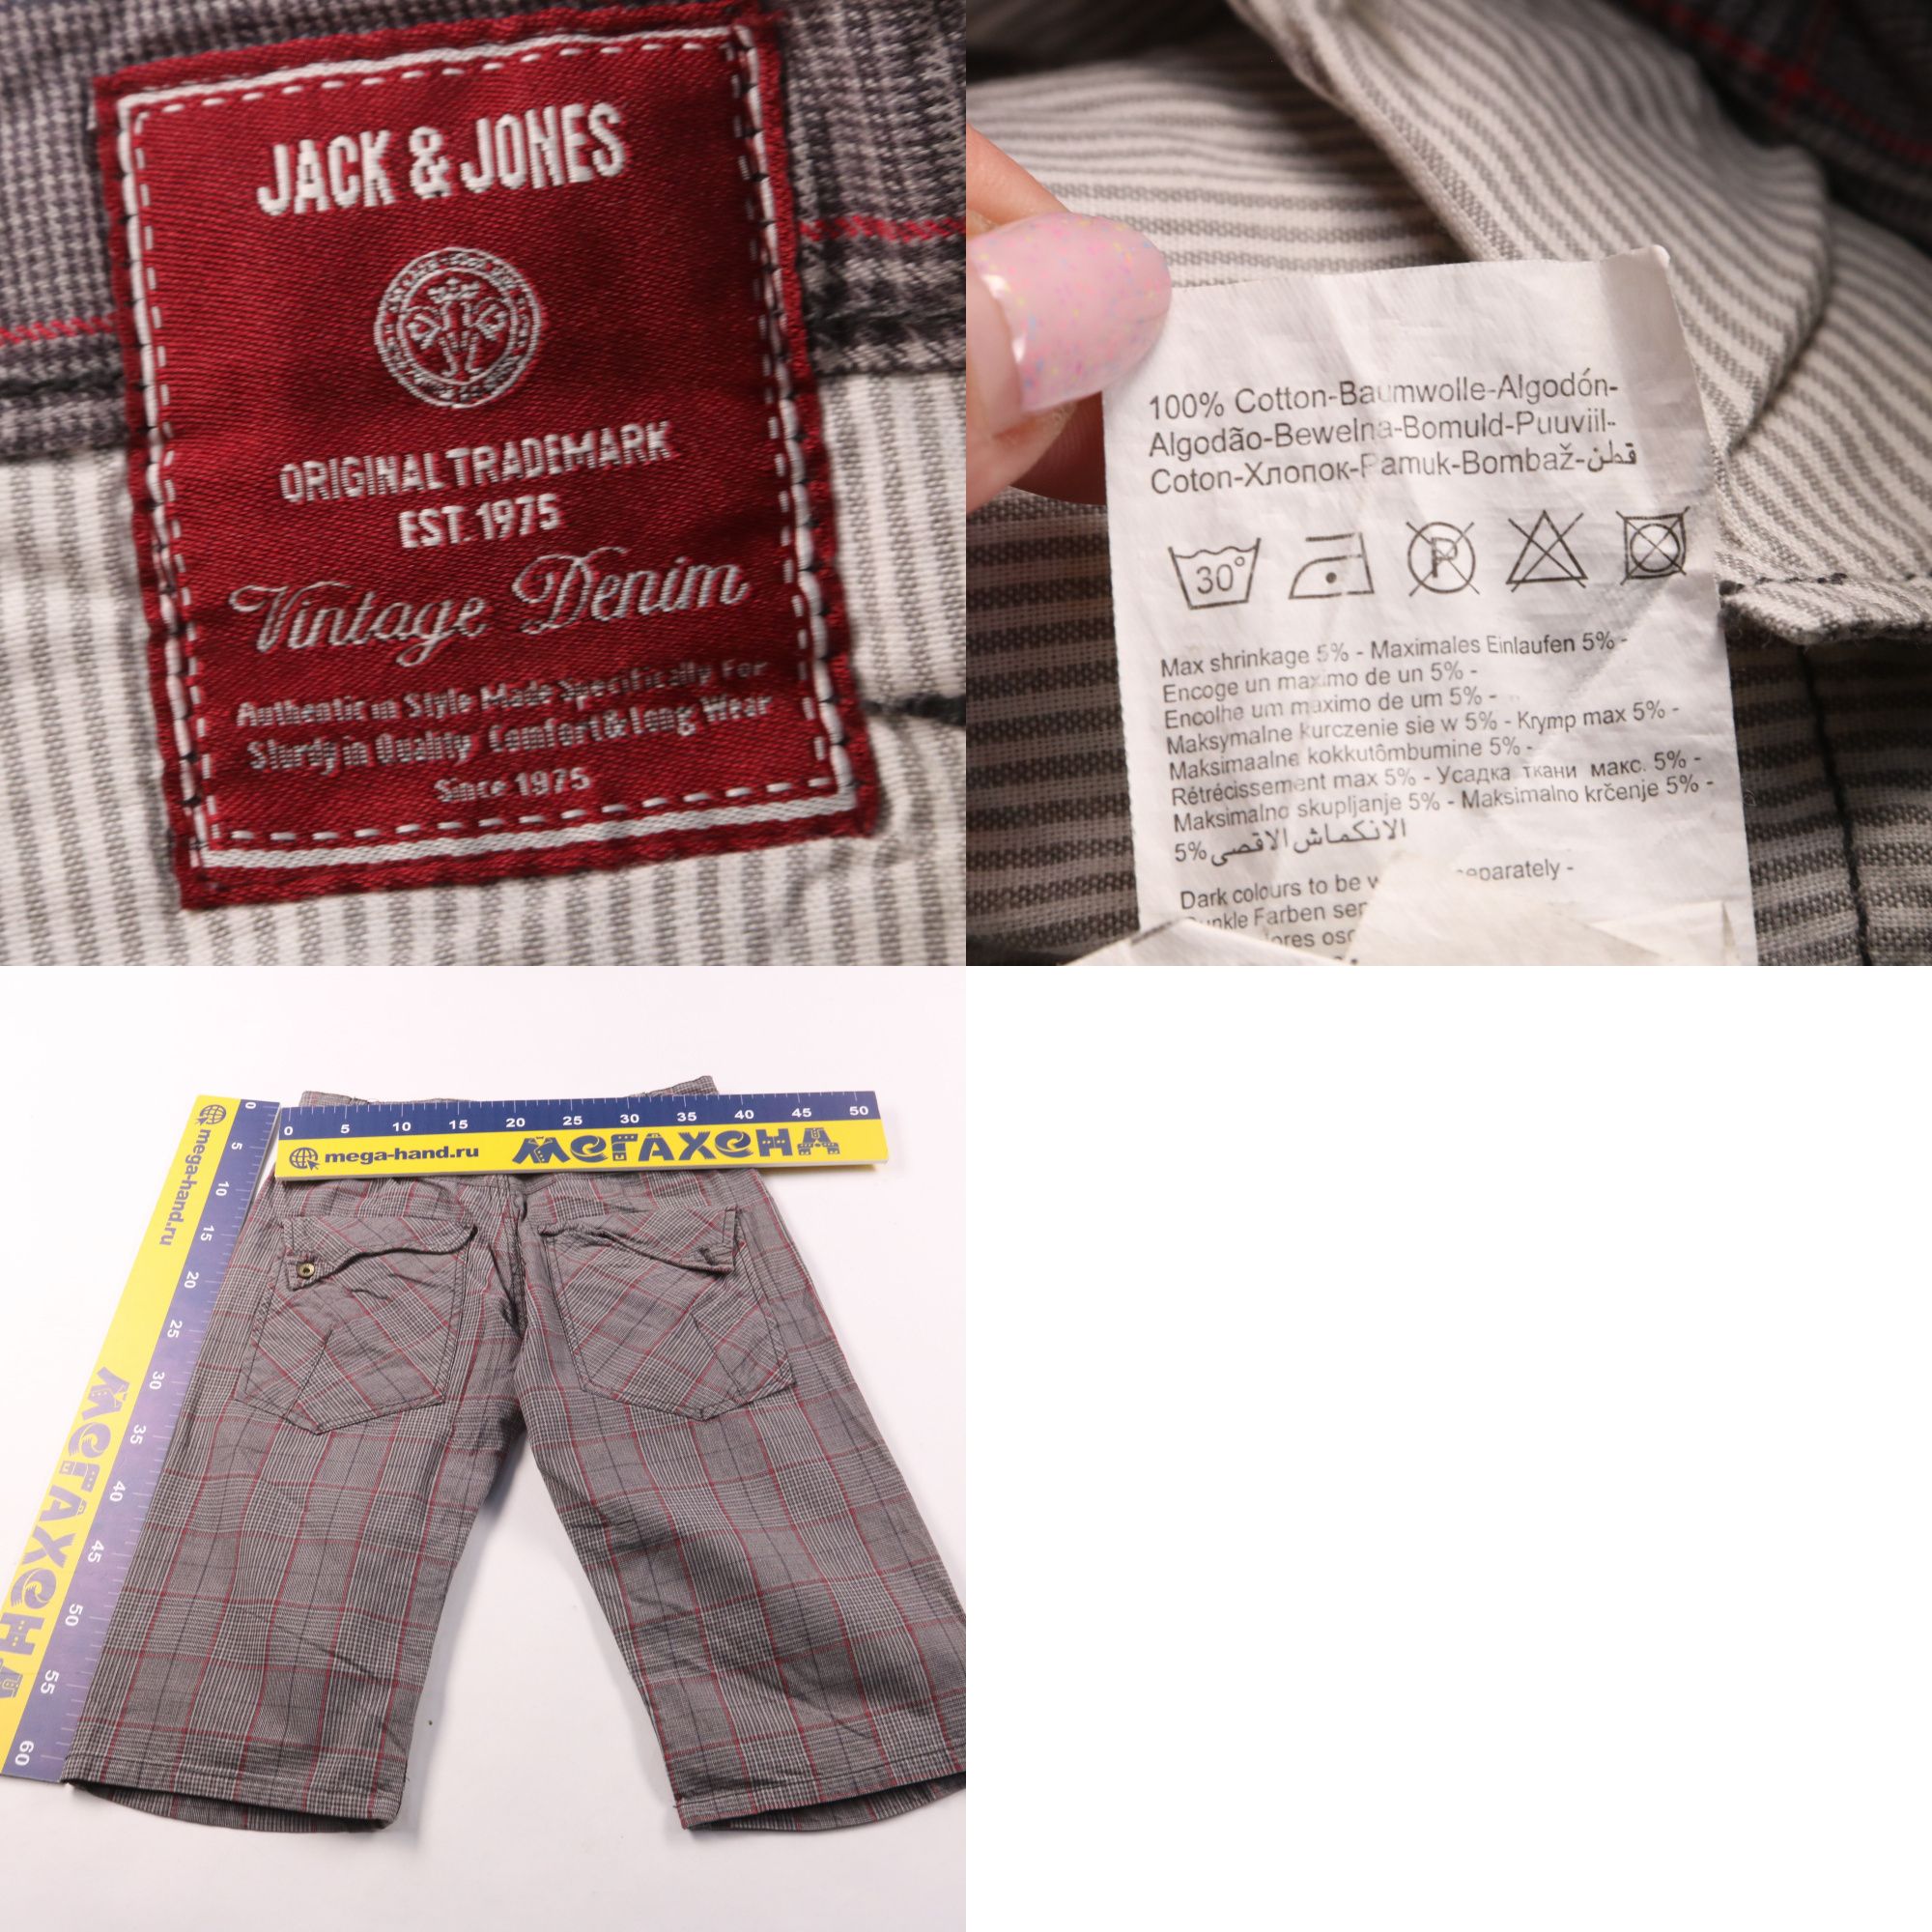 JACK & JONES
ORIGINAL TRADEMARK
EST. 1975
Vintage Denim
Authentic in Style Made Specifically For
Sturdy in Quality Comfort & Long Wear
Since 1975
100% Cotton-Baumwolle-Algodón-
Algodão-Bewelna-Bomuld-Puuviil-
Coton-Хлопок-Pamuk-Bombaž-قطن
30°
P
Max shrinkage 5% - Maximales Einlaufen 5% -
Encoge un maximo de un 5% -
Encolhe um maximo de um 5% -
Maksymalne kurczenie sie w 5% - Krymp max 5% -
Maksimaalne kokkutõmbumine 5% -
Rétrécissement max 5% - Усадка ткани макс. 5% -
Maksimalno skupljanje 5% - Maksimalno krčenje 5% -
5% الانكماش الاقصى
Dark colours to be separately -
Farben
0 5 10 15 20 25 30 35 40 45 50
mega-hand.ru МЕГАХЕНД
0 5 10 15 20 25 30 35 40 45 50 55 60
mega-hand.ru МЕГАХЕНД